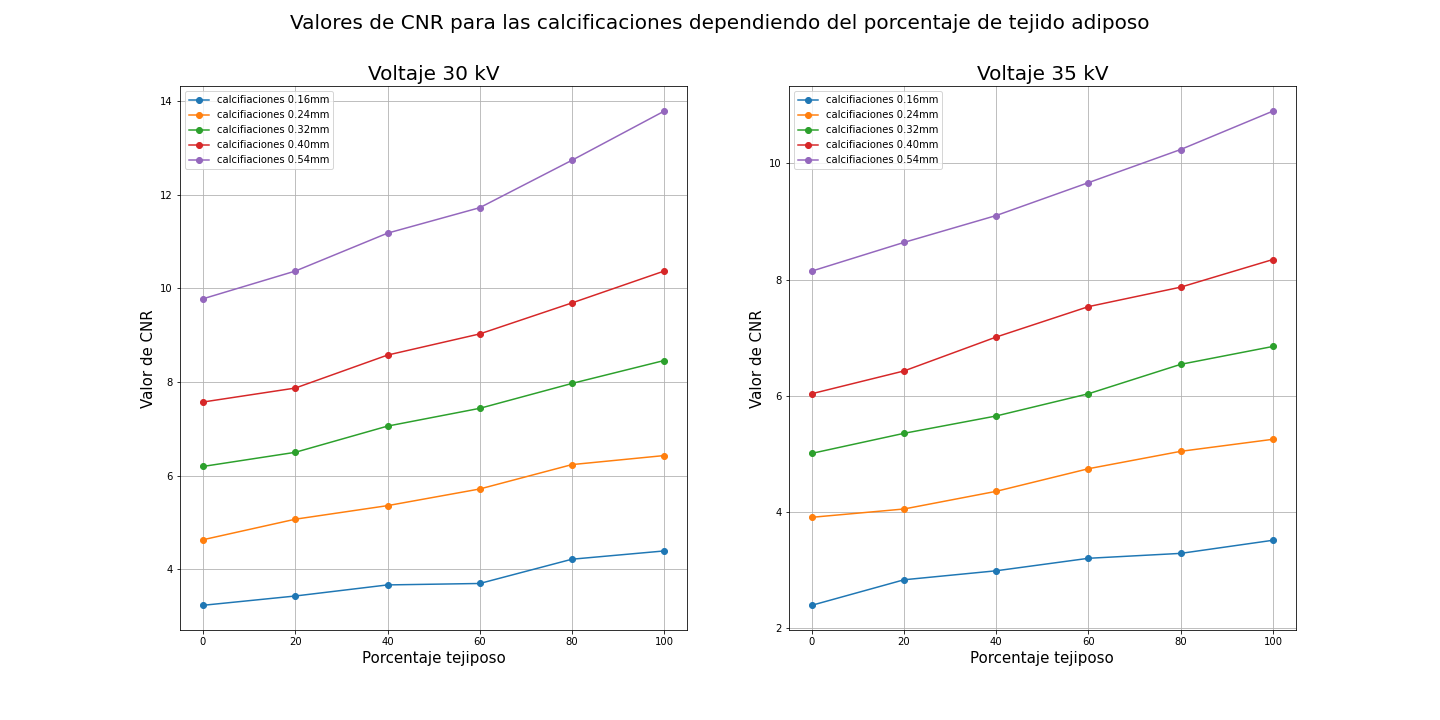 Valores de CNR para las calcificaciones dependiendo del porcentaje de tejido adiposo
Voltaje 30 kV
calcifiaciones 0.16mm
calcifiaciones 0.24mm
calcifiaciones 0.32mm
calcifiaciones 0.40mm
calcifiaciones 0.54mm
14
12
10
8
6
4
Valor de CNR
0 20 40 60 80 100
Porcentaje tejiposo
Voltaje 35 kV
calcifiaciones 0.16mm
calcifiaciones 0.24mm
calcifiaciones 0.32mm
calcifiaciones 0.40mm
calcifiaciones 0.54mm
10
8
6
4
2
Valor de CNR
0 20 40 60 80 100
Porcentaje tejiposo